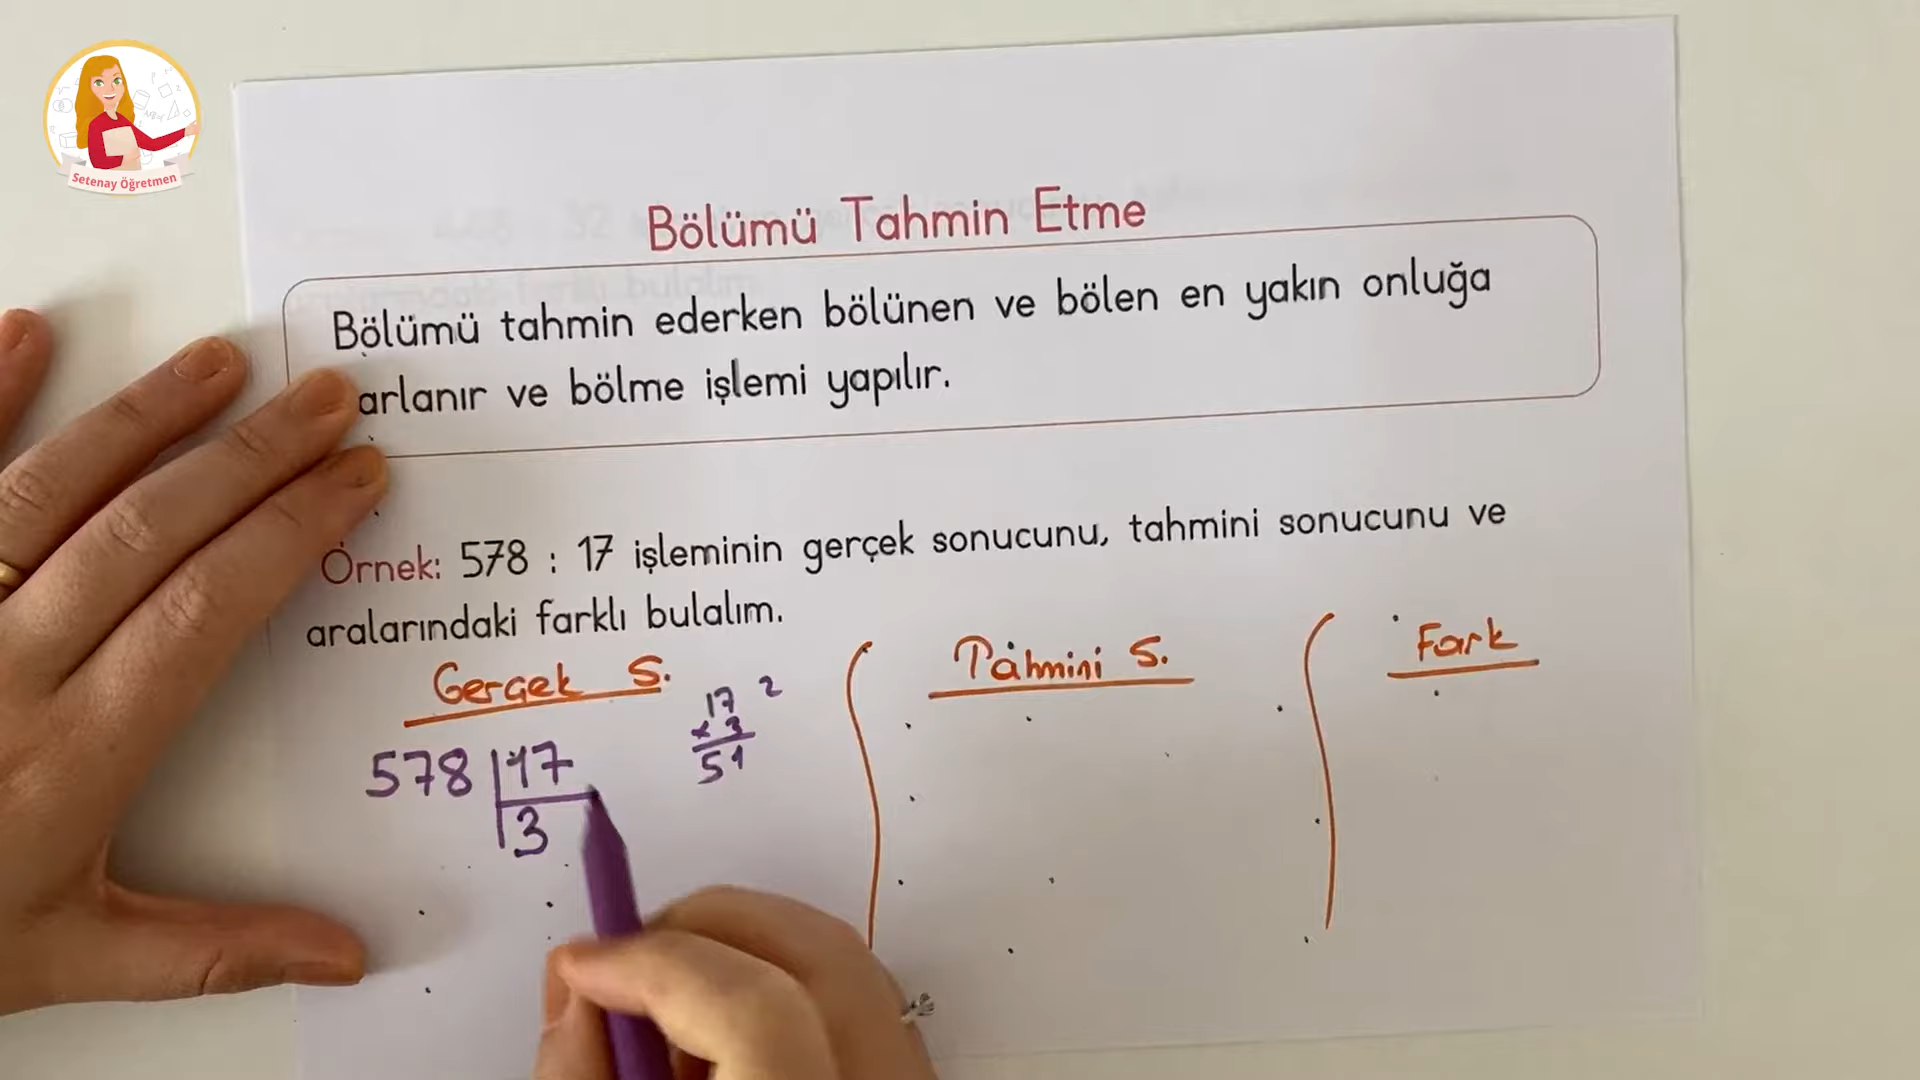 Setenay Öğretmen
Bölümü Tahmin Etme
Bölümü tahmin ederken bölünen ve bölen en yakın onluğa
arlanır ve bölme işlemi yapılır.
Örnek: 578 : 17 işleminin gerçek sonucunu, tahmini sonucunu ve
aralarındaki farklı bulalım.
Gerçek S.
Tahmini S.
Fark
17 2
x 3
51
578 17
3